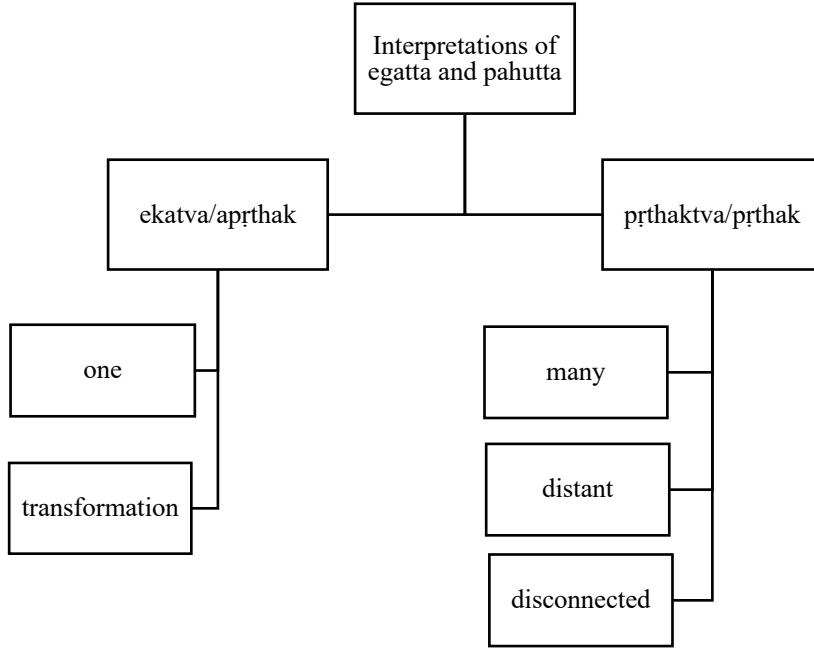 Interpretations of
egatta and pahutta
ekatva/apṛthak
pṛthaktva/pṛthak
one
transformation
many
distant
disconnected